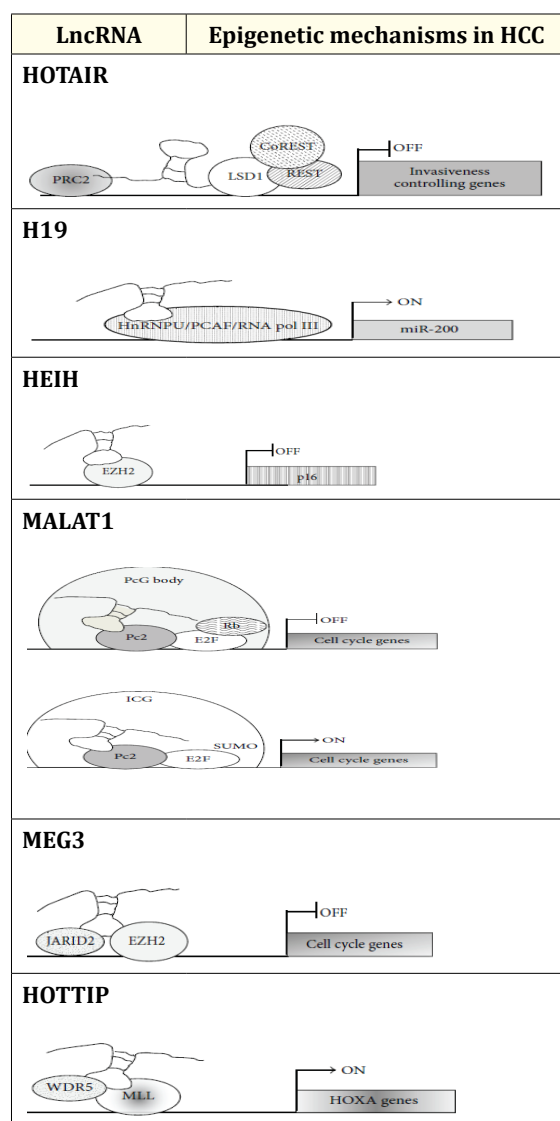 LncRNA Epigenetic mechanisms in HCC
HOTAIR
CoREST
OFF
PRC2
LSD1
REST
Invasiveness
controlling genes
H19
ON
HnRNPU/PCAF/RNA pol III
miR-200
HEIH
OFF
EZH2
p16
MALAT1
PcG body
OFF
Rb
Pc2
E2F
Cell cycle genes
ICG
ON
SUMO
Pc2
E2F
Cell cycle genes
MEG3
OFF
JARID2
EZH2
Cell cycle genes
HOTTIP
ON
WDR5
MLL
HOXA genes